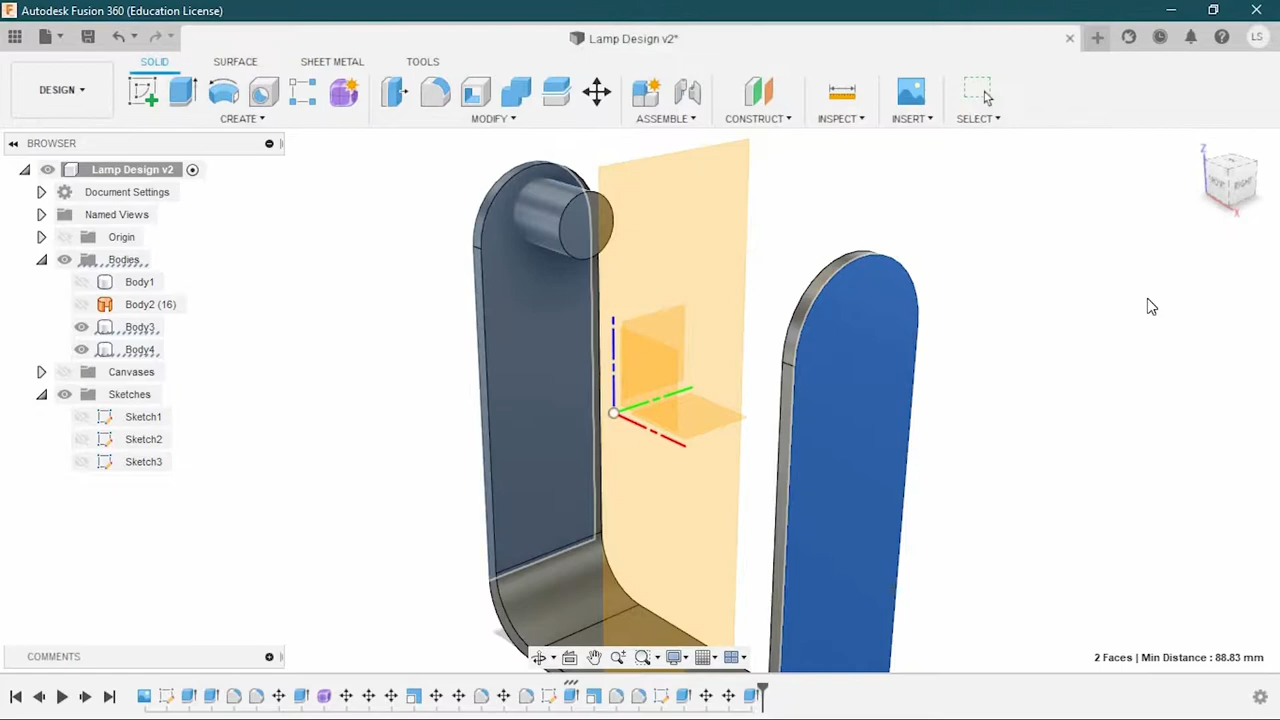 Autodesk Fusion 360 (Education License)
Lamp Design v2*
LS
DESIGN
SOLID SURFACE SHEET METAL TOOLS
CREATE MODIFY ASSEMBLE CONSTRUCT INSPECT INSERT SELECT
BROWSER
Lamp Design v2
Document Settings
Named Views
Origin
Bodies
Body1
Body2 (16)
Body3
Body4
Canvases
Sketches
Sketch1
Sketch2
Sketch3
Z
RIGHT
X
COMMENTS
2 Faces | Min Distance : 88.83 mm